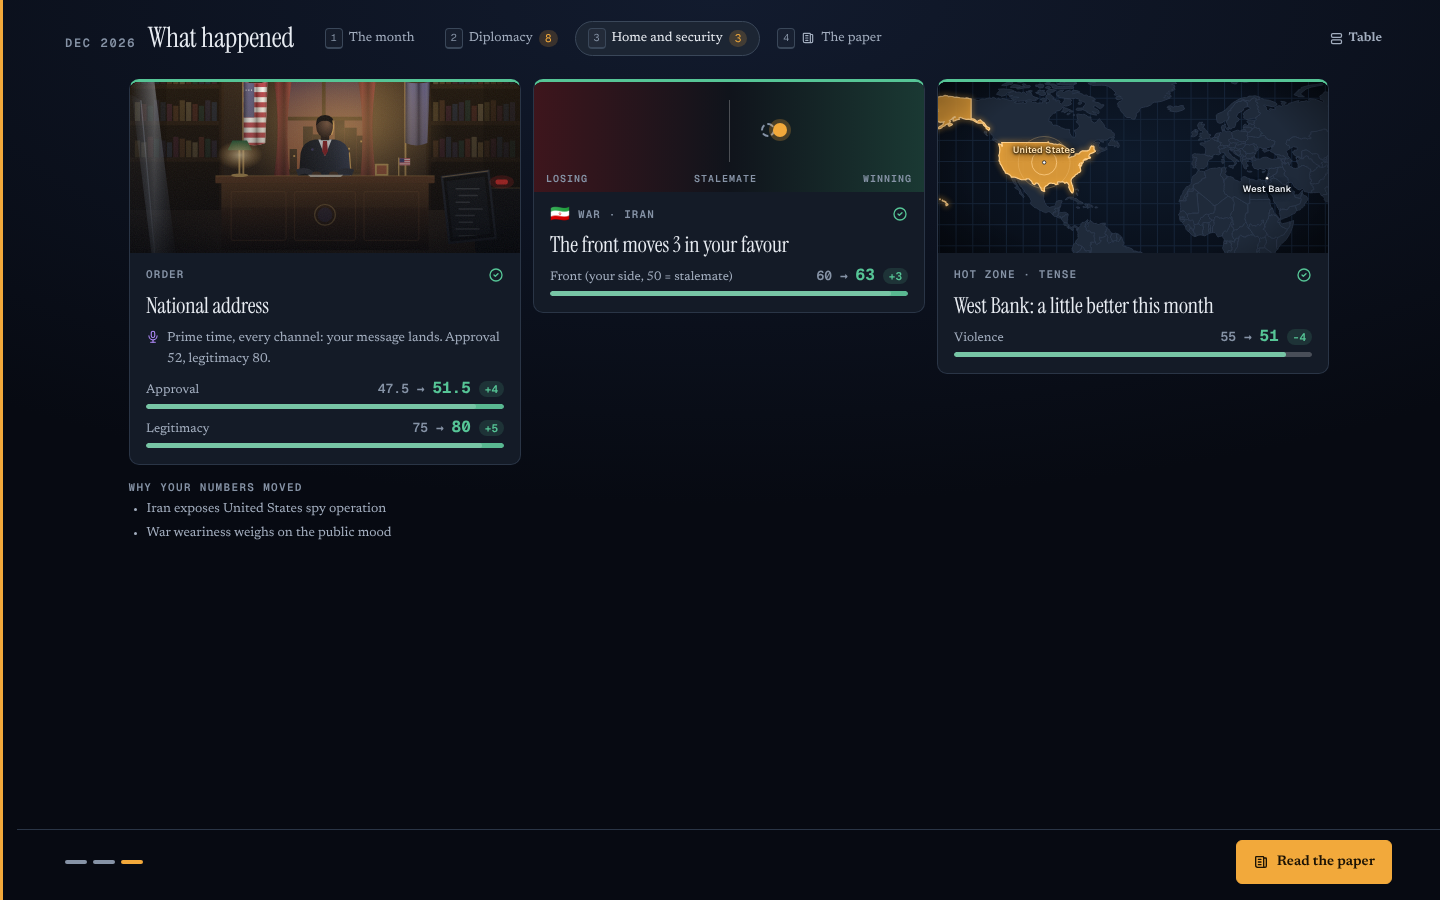 DEC 2026 What happened 1 The month 2 Diplomacy 8 3 Home and security 3 4 The paper Table
ORDER
National address
Prime time, every channel: your message lands. Approval
52, legitimacy 80.
Approval 47.5 → 51.5 +4
Legitimacy 75 → 80 +5
LOSING STALEMATE WINNING
WAR · IRAN
The front moves 3 in your favour
Front (your side, 50 = stalemate) 60 → 63 +3
United States
West Bank
HOT ZONE · TENSE
West Bank: a little better this month
Violence 55 → 51 -4
WHY YOUR NUMBERS MOVED
• Iran exposes United States spy operation
• War weariness weighs on the public mood
Read the paper